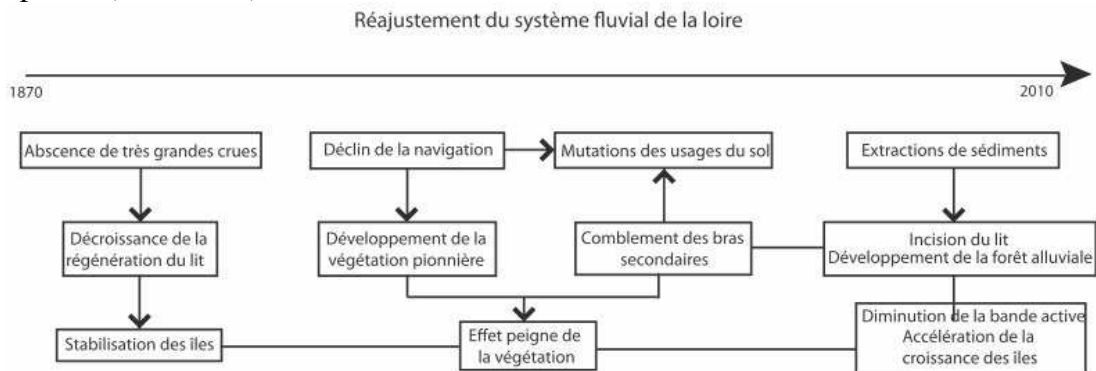 Réajustement du système fluvial de la loire
1870
2010
Abscence de très grandes crues
Déclin de la navigation
Mutations des usages du sol
Extractions de sédiments
Décroissance de la
régénération du lit
Développement de la
végétation pionnière
Comblement des bras
secondaires
Incision du lit
Développement de la forêt alluviale
Stabilisation des îles
Effet peigne de
la végétation
Diminution de la bande active
Accélération de la
croissance des îles